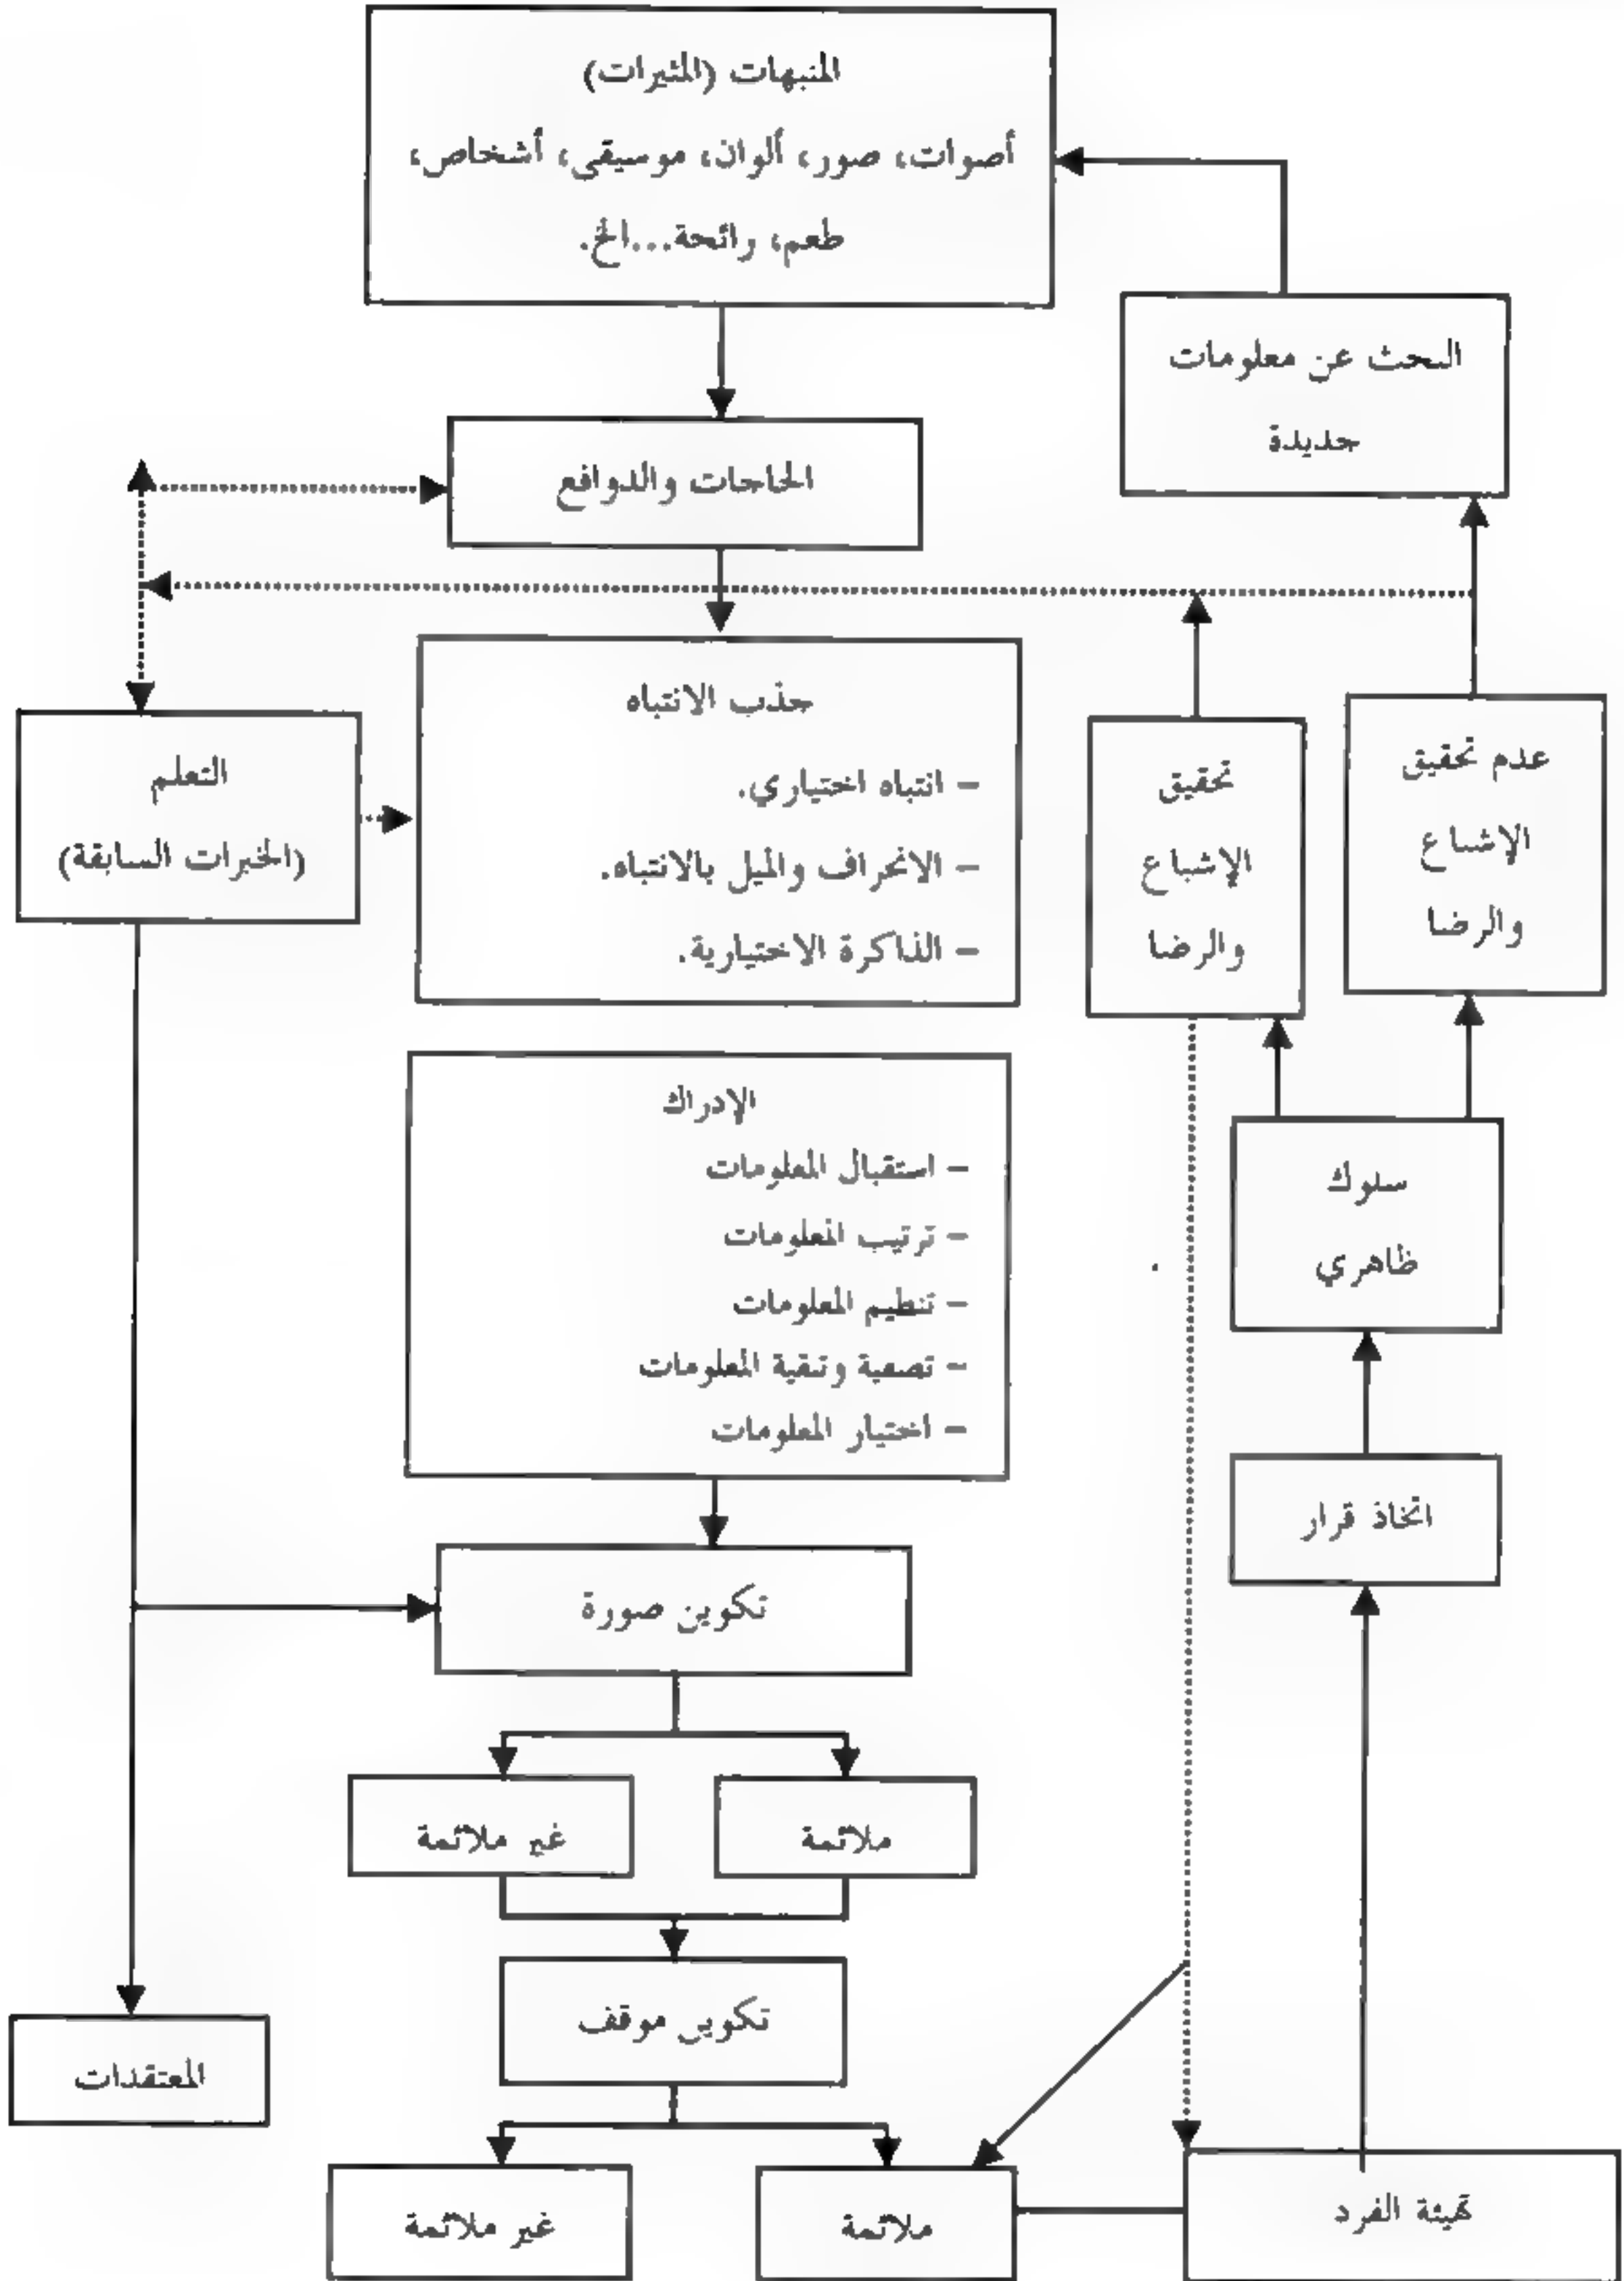 المنبهات (المثيرات)
أصوات، صور، ألوان، موسيقى، أشخاص،
طعم، رائحة...الخ.
البحث عن معلومات
جديدة
الحاجات والدوافع
جذب الانتباه
– انتباه اختياري.
– الانحراف والميل بالانتباه.
– الذاكرة الاختيارية.
التعلم
(الخبرات السابقة)
تحقيق
الإشباع
والرضا
عدم تحقيق
الإشباع
والرضا
الإدراك
– استقبال المعلومات
– ترتيب المعلومات
– تنظيم المعلومات
– تصفية وتنقية المعلومات
– اختيار المعلومات
سلوك
ظاهري
اتخاذ قرار
تكوين صورة
ملائمة
غير ملائمة
تكوين موقف
المعتقدات
ملائمة
غير ملائمة
تهيئة الفرد